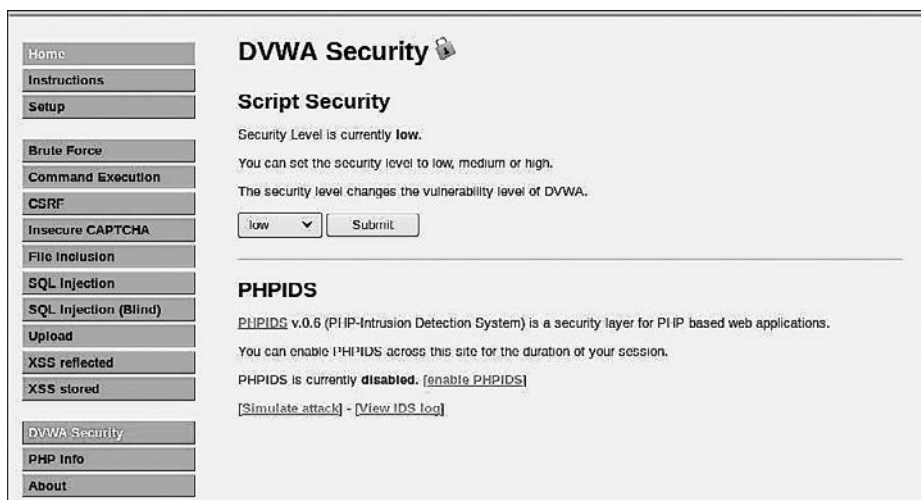 Home
Instructions
Setup
Brute Force
Command Execution
CSRF
Insecure CAPTCHA
File Inclusion
SQL Injection
SQL Injection (Blind)
Upload
XSS reflected
XSS stored
DVWA Security
PHP Info
About
DVWA Security
Script Security
Security Level is currently low.
You can set the security level to low, medium or high.
The security level changes the vulnerability level of DVWA.
low Submit
PHPIDS
PHPIDS v.0.6 (PHP-Intrusion Detection System) is a security layer for PHP based web applications.
You can enable PHPIDS across this site for the duration of your session.
PHPIDS is currently disabled. [enable PHPIDS]
[Simulate attack] - [View IDS log]